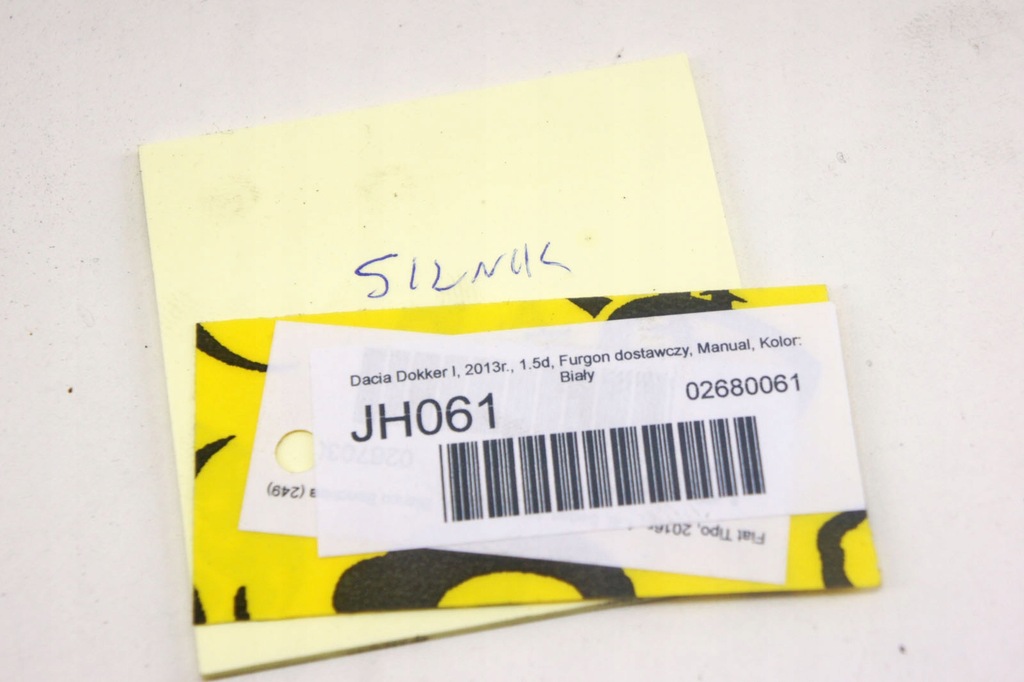 SILNIK
Dacia Dokker I, 2013r., 1.5d, Furgon dostawczy, Manual, Kolor:
Biały
JH061
02680061
(249)
Fiat Tipo, 2016r.